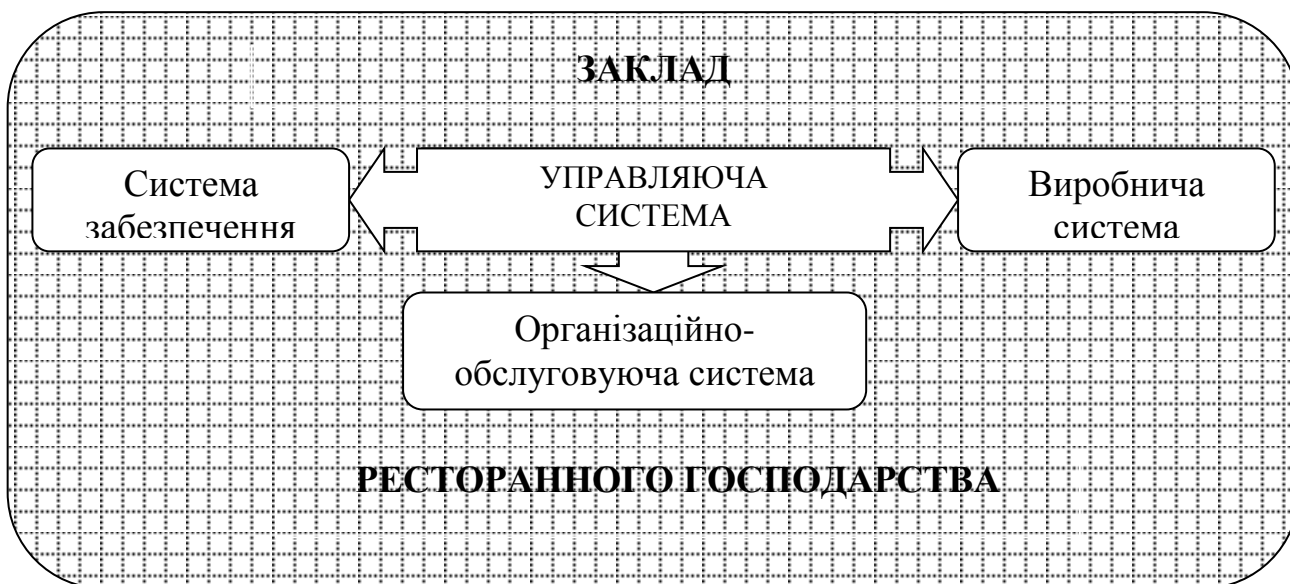 ЗАКЛАД
Система
забезпечення
УПРАВЛЯЮЧА
СИСТЕМА
Виробнича
система
Організаційно-
обслуговуюча система
РЕСТОРАННОГО ГОСПОДАРСТВА